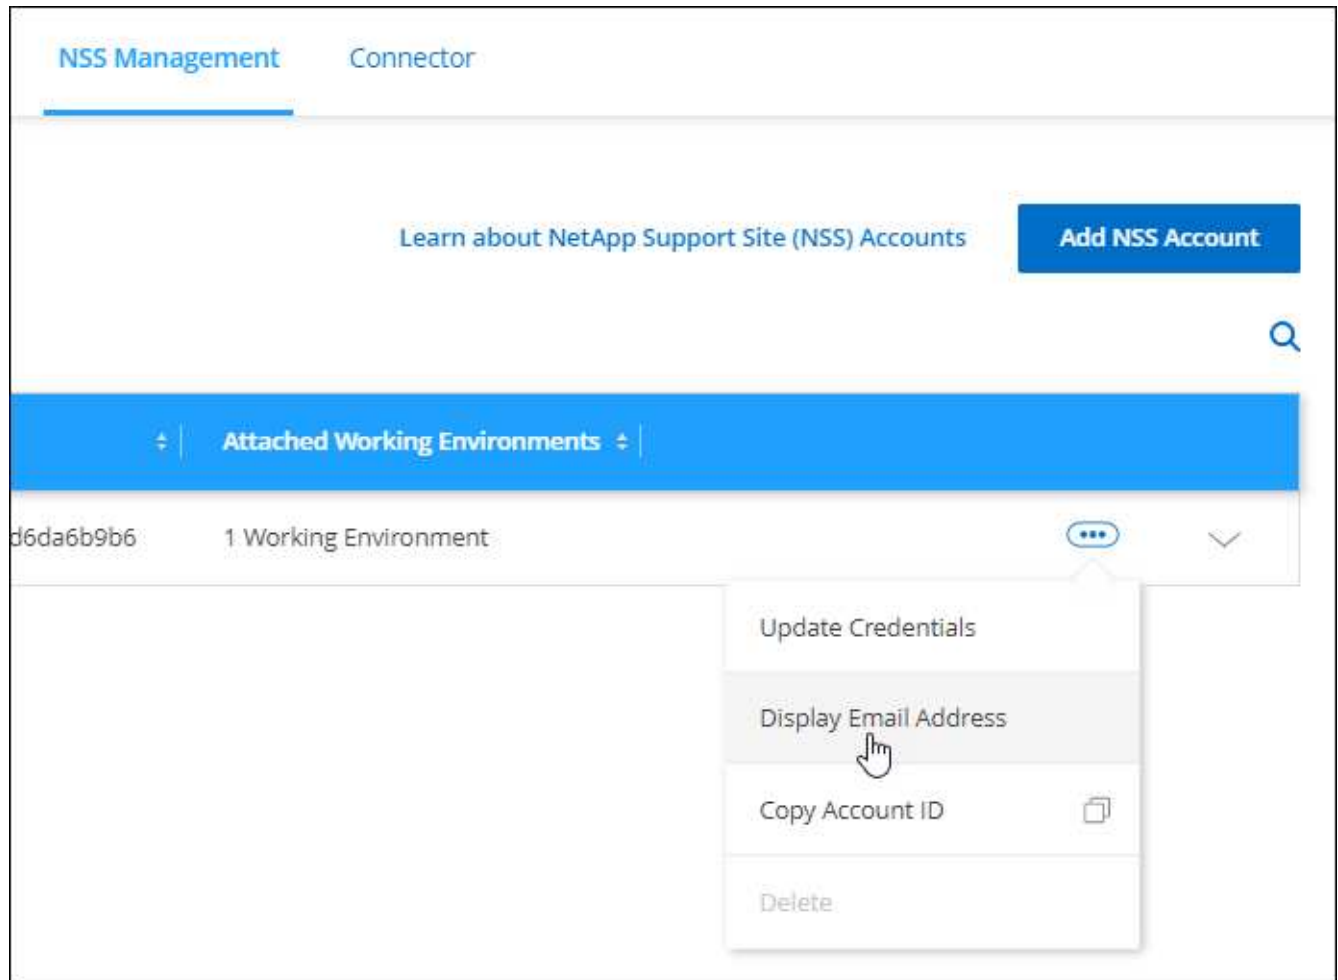 NSS Management Connector
Learn about NetApp Support Site (NSS) Accounts Add NSS Account
Attached Working Environments
d6da6b9b6 1 Working Environment
Update Credentials
Display Email Address
Copy Account ID
Delete